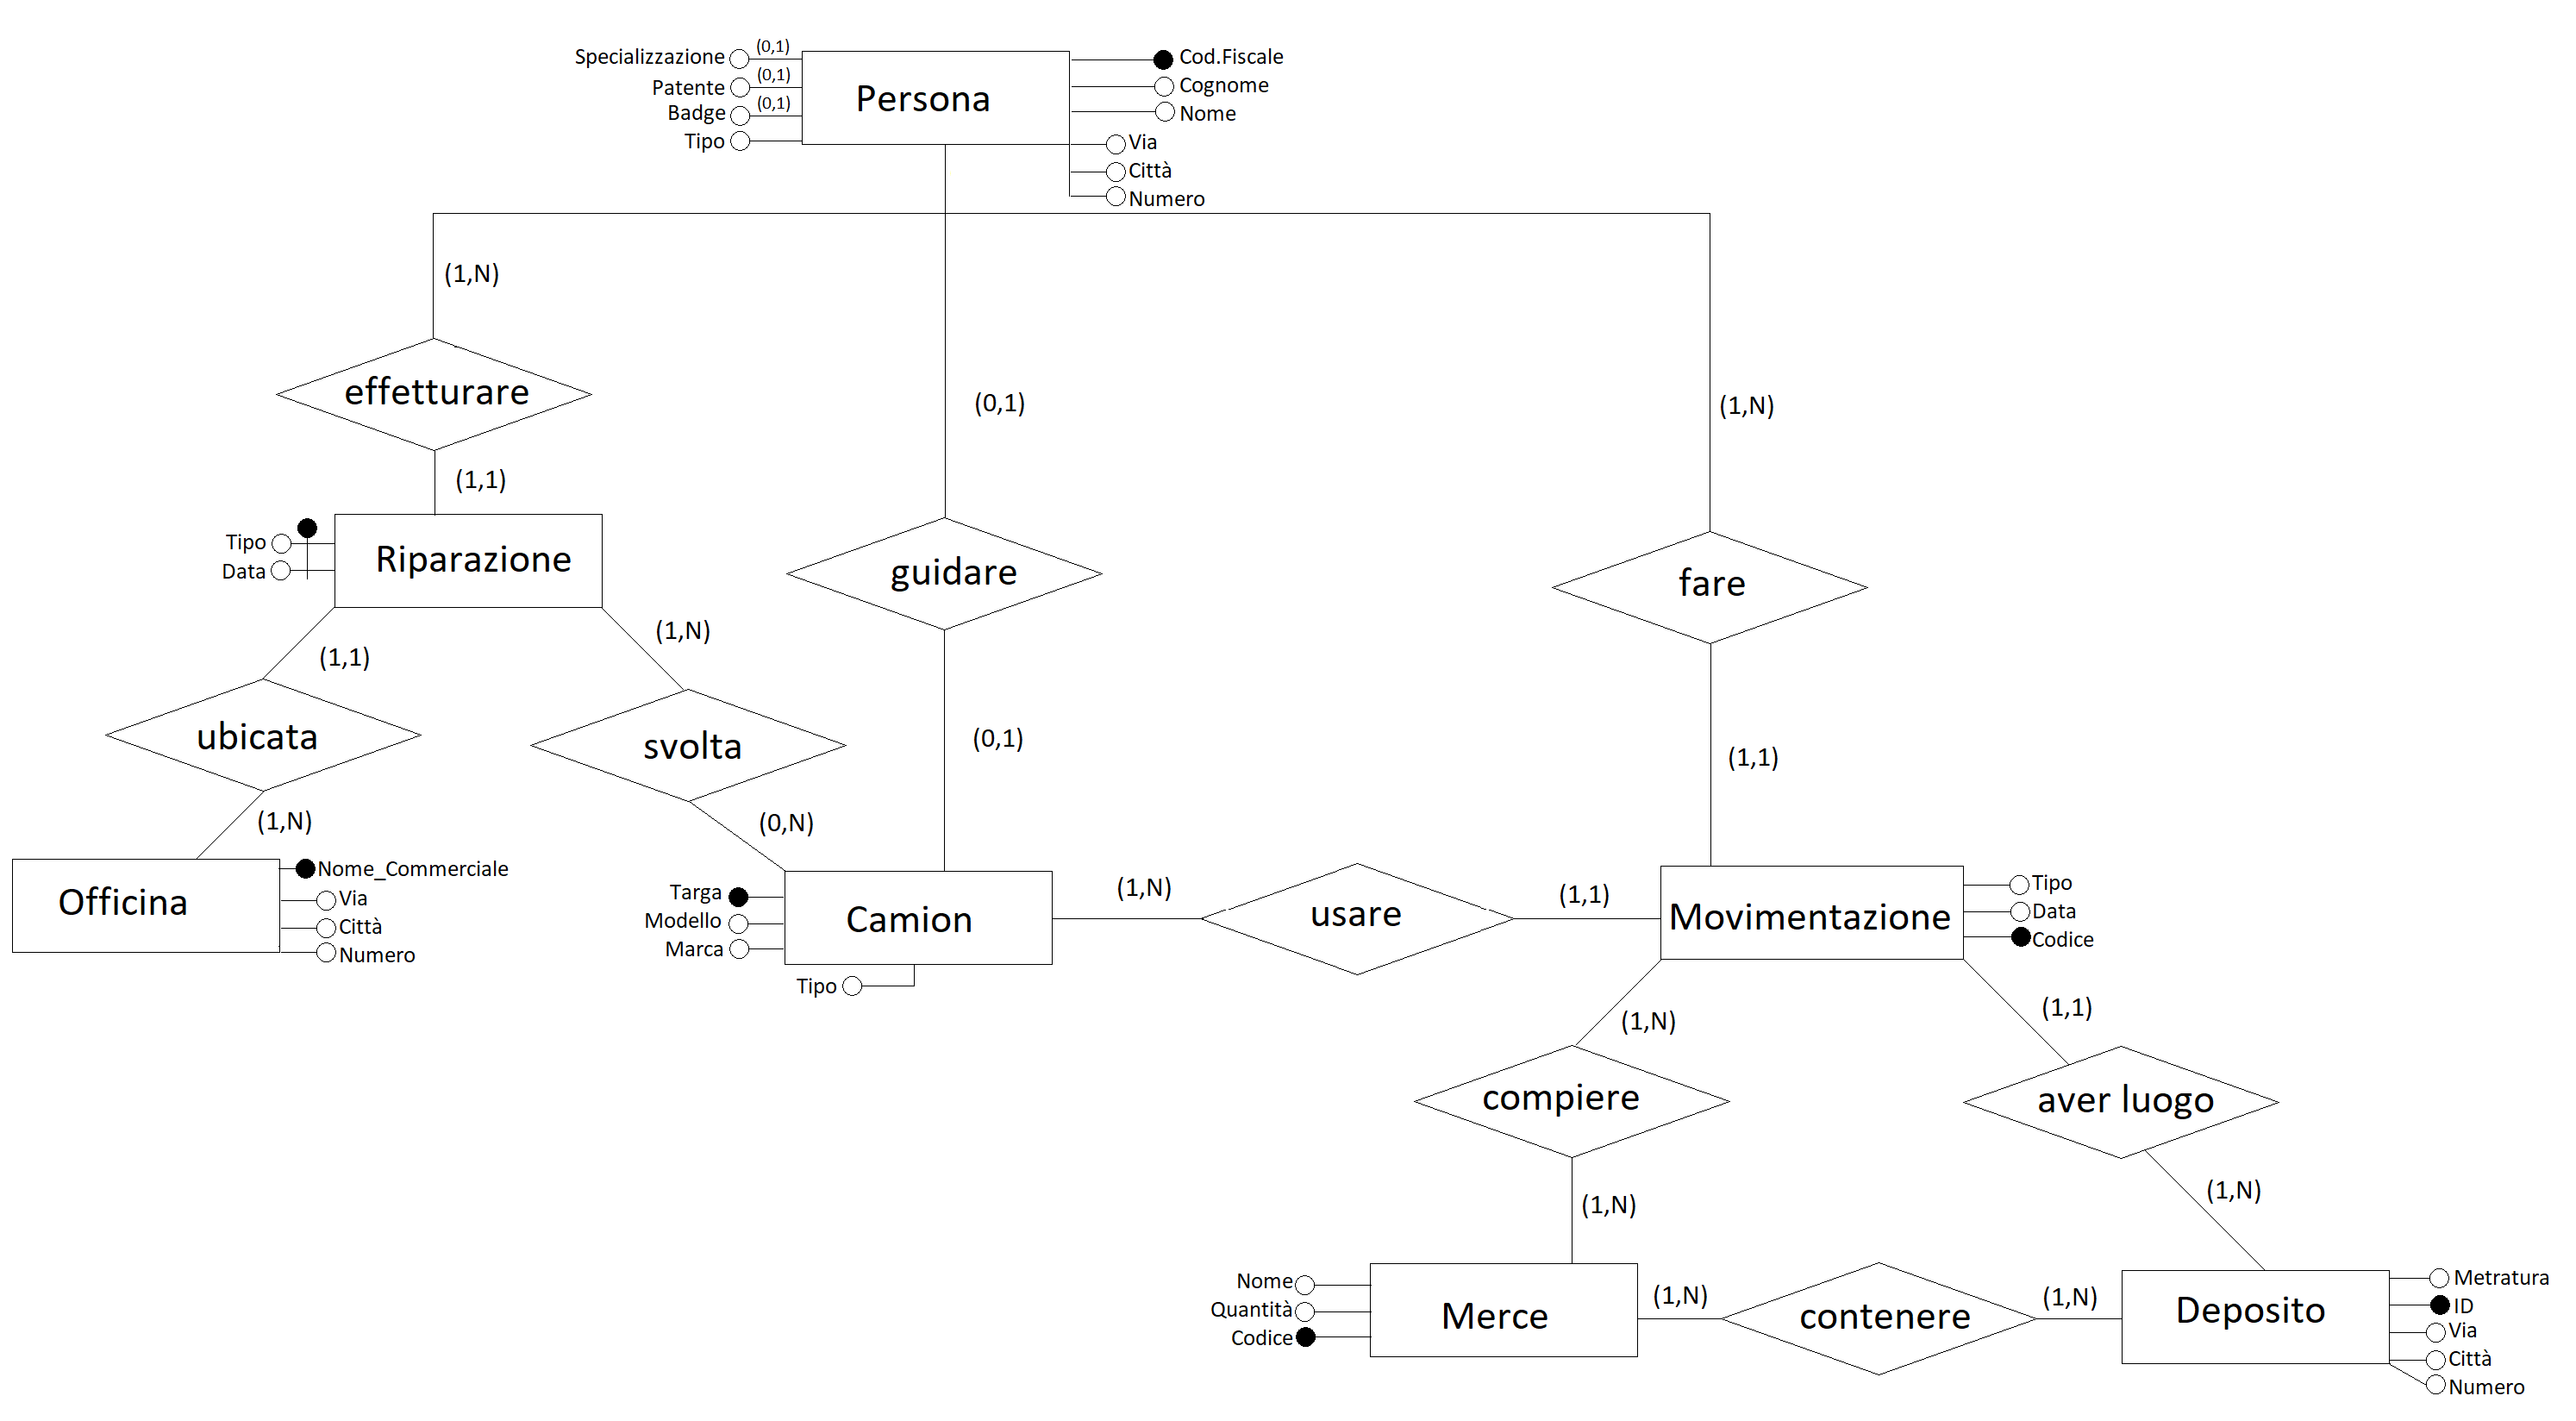 Specializzazione
(0,1)
Patente
(0,1)
Badge
(0,1)
Tipo
Persona
Cod.Fiscale
Cognome
Nome
Via
Città
Numero
(1,N)
(0,1)
(1,N)
effetturare
(1,1)
guidare
fare
Tipo
Data
Riparazione
(1,1)
(1,N)
ubicata
svolta
(0,1)
(1,1)
(1,N)
(0,N)
Officina
Nome_Commerciale
Via
Città
Numero
Targa
Modello
Marca
Tipo
Camion
(1,N)
usare
(1,1)
Movimentazione
Tipo
Data
Codice
(1,N)
(1,1)
compiere
aver luogo
(1,N)
(1,N)
Nome
Quantità
Codice
Merce
(1,N)
contenere
(1,N)
Deposito
Metratura
ID
Via
Città
Numero